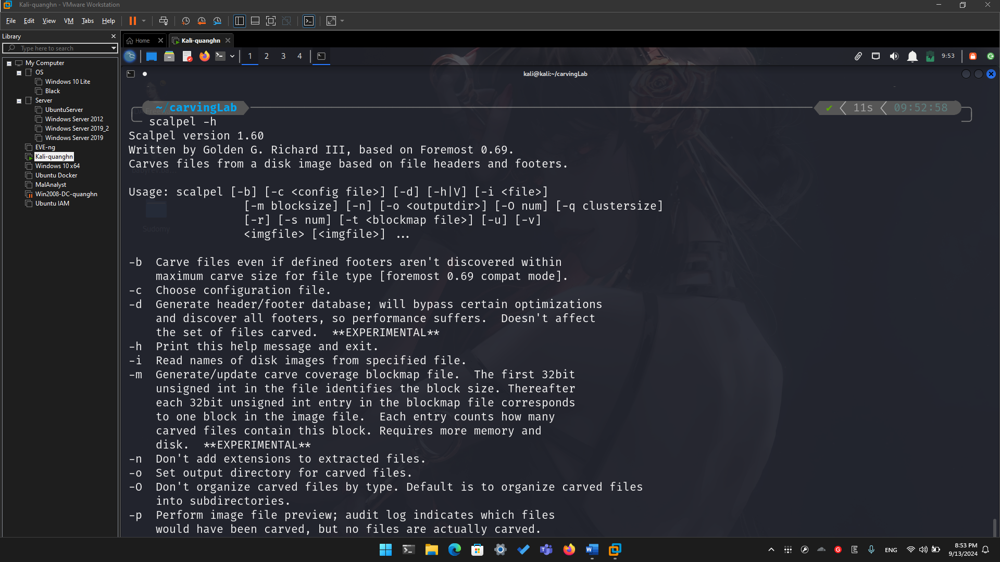 Kali-quanghn - VMware Workstation
File Edit View VM Tabs Help
Library
Type here to search
My Computer
OS
Windows 10 Lite
Black
Server
UbuntuServer
Windows Server 2012
Windows Server 2019_2
Windows Server 2019
EVE-ng
Kali-quanghn
Windows 10 x64
Ubuntu Docker
MalAnalyst
Win2008-DC-quanghn
Ubuntu IAM
Home
Kali-quanghn
1 2 3 4
9:53
kali@kali:~/carvingLab
~/carvingLab
✔ 11s 09:52:58
scalpel -h
Scalpel version 1.60
Written by Golden G. Richard III, based on Foremost 0.69.
Carves files from a disk image based on file headers and footers.
Usage: scalpel [-b] [-c <config file>] [-d] [-h|V] [-i <file>]
[-m blocksize] [-n] [-o <outputdir>] [-O num] [-q clustersize]
[-r] [-s num] [-t <blockmap file>] [-u] [-v]
<imgfile> [<imgfile>] ...
Sudomy
-b Carve files even if defined footers aren't discovered within
maximum carve size for file type [foremost 0.69 compat mode].
-c Choose configuration file.
-d Generate header/footer database; will bypass certain optimizations
and discover all footers, so performance suffers. Doesn't affect
the set of files carved. **EXPERIMENTAL**
-h Print this help message and exit.
-i Read names of disk images from specified file.
-m Generate/update carve coverage blockmap file. The first 32bit
unsigned int in the file identifies the block size. Thereafter
each 32bit unsigned int entry in the blockmap file corresponds
to one block in the image file. Each entry counts how many
carved files contain this block. Requires more memory and
disk. **EXPERIMENTAL**
-n Don't add extensions to extracted files.
-o Set output directory for carved files.
-O Don't organize carved files by type. Default is to organize carved files
into subdirectories.
-p Perform image file preview; audit log indicates which files
would have been carved, but no files are actually carved.
ENG
8:53 PM
9/13/2024